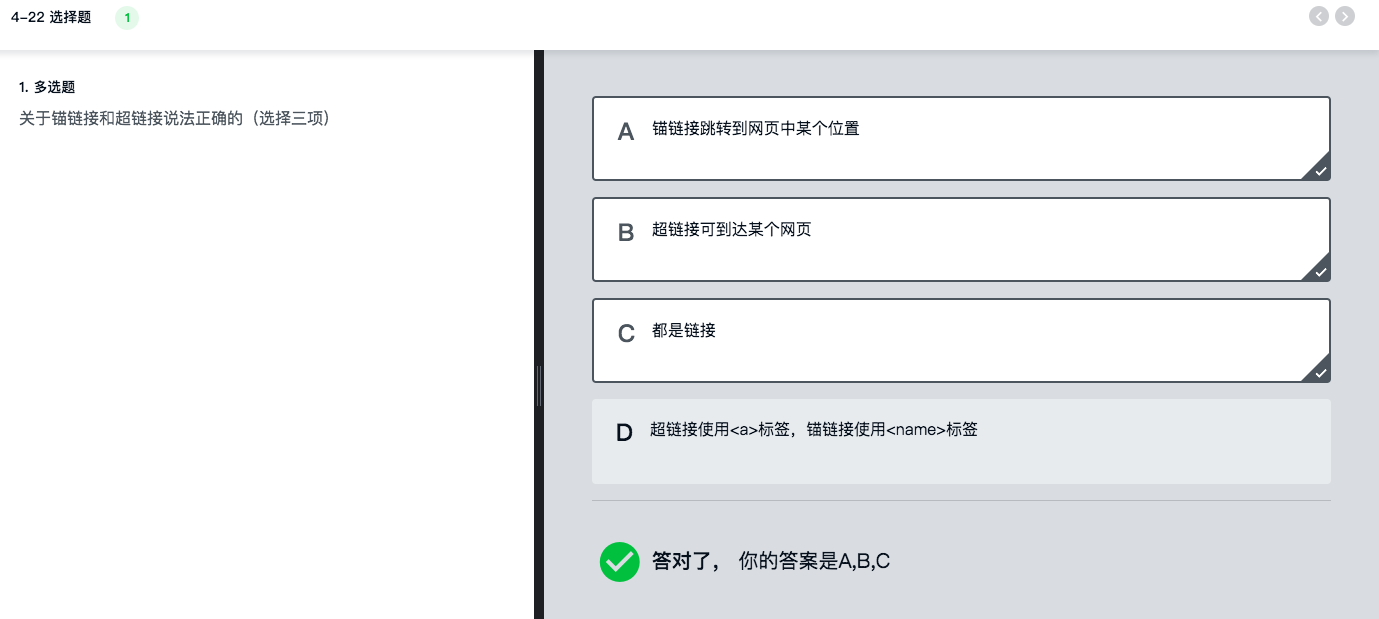 4-22 选择题 1
1. 多选题
关于锚链接和超链接说法正确的（选择三项）
A 锚链接跳转到网页中某个位置
B 超链接可到达某个网页
C 都是链接
D 超链接使用<a>标签，锚链接使用<name>标签
答对了， 你的答案是A,B,C